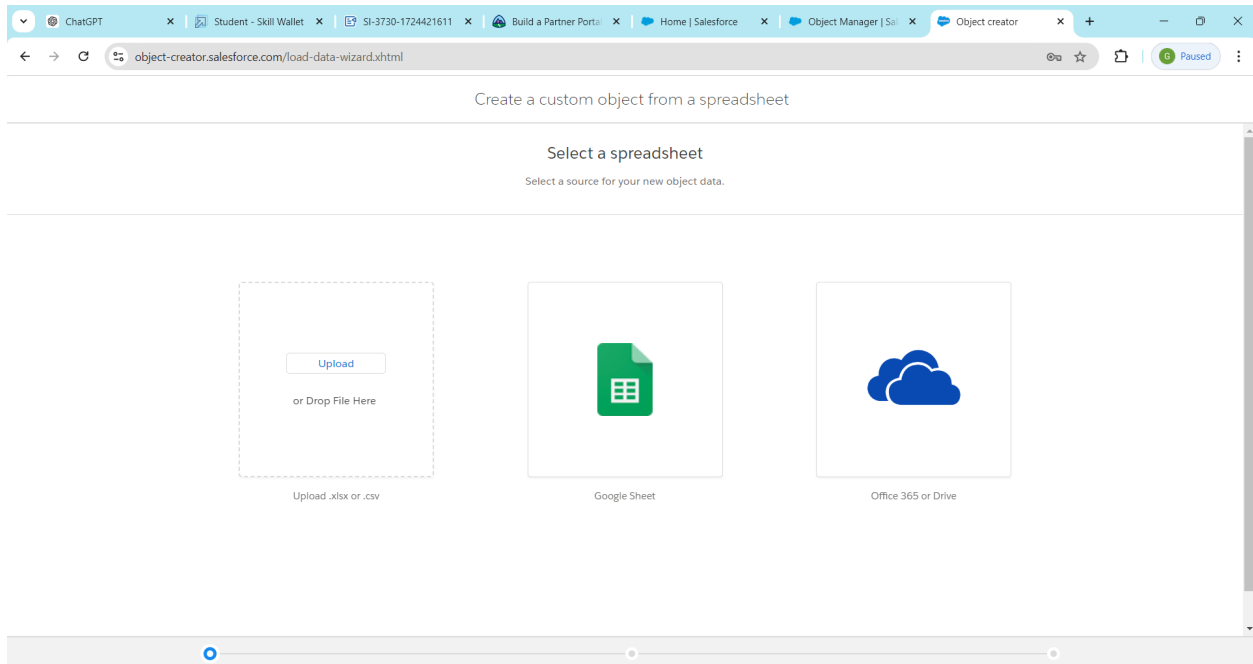 ChatGPT
Student - Skill Wallet
SI-3730-1724421611
Build a Partner Porta
Home | Salesforce
Object Manager | Sal
Object creator
object-creator.salesforce.com/load-data-wizard.xhtml
G
Paused
Create a custom object from a spreadsheet
Select a spreadsheet
Select a source for your new object data.
Upload
or Drop File Here
Upload .xlsx or .csv
Google Sheet
Office 365 or Drive